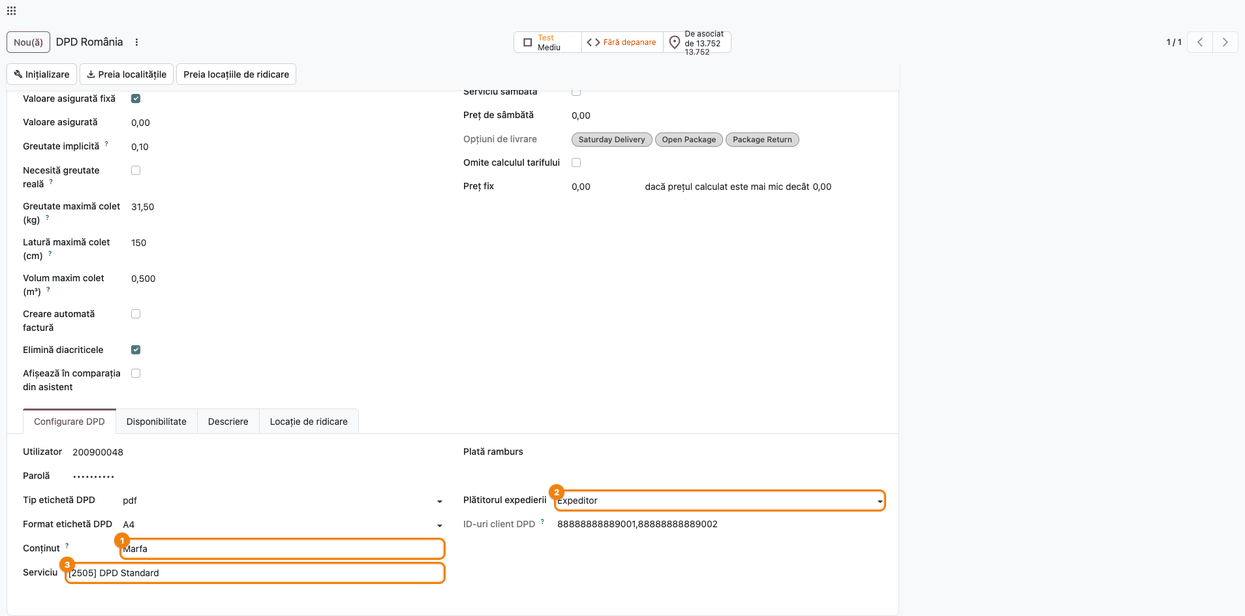 Nou(ă) DPD România
Test
Mediu
Fără depanare
De asociat
de 13.752
13.752
1 / 1
Inițializare
Preia localitățile
Preia locațiile de ridicare
Valoare asigurată fixă
Valoare asigurată 0,00
Greutate implicită ? 0,10
Necesită greutate
reală ?
Greutate maximă colet
(kg) ?
31,50
Latură maximă colet
(cm) ?
150
Volum maxim colet
(m³) ?
0,500
Creare automată
factură
Elimină diacriticele
Afișează în comparația
din asistent
Serviciu sâmbătă
Preț de sâmbătă 0,00
Opțiuni de livrare Saturday Delivery Open Package Package Return
Omite calculul tarifului
Preț fix 0,00 dacă prețul calculat este mai mic decât 0,00
Configurare DPD Disponibilitate Descriere Locație de ridicare
Utilizator 200900048
Parolă ••••••••••
Tip etichetă DPD pdf
Format etichetă DPD A4
Conținut ? 1 Marfa
Serviciu 3 [2505] DPD Standard
Plată ramburs
Plătitorul expedierii 2 Expeditor
ID-uri client DPD ? 88888888889001,88888888889002